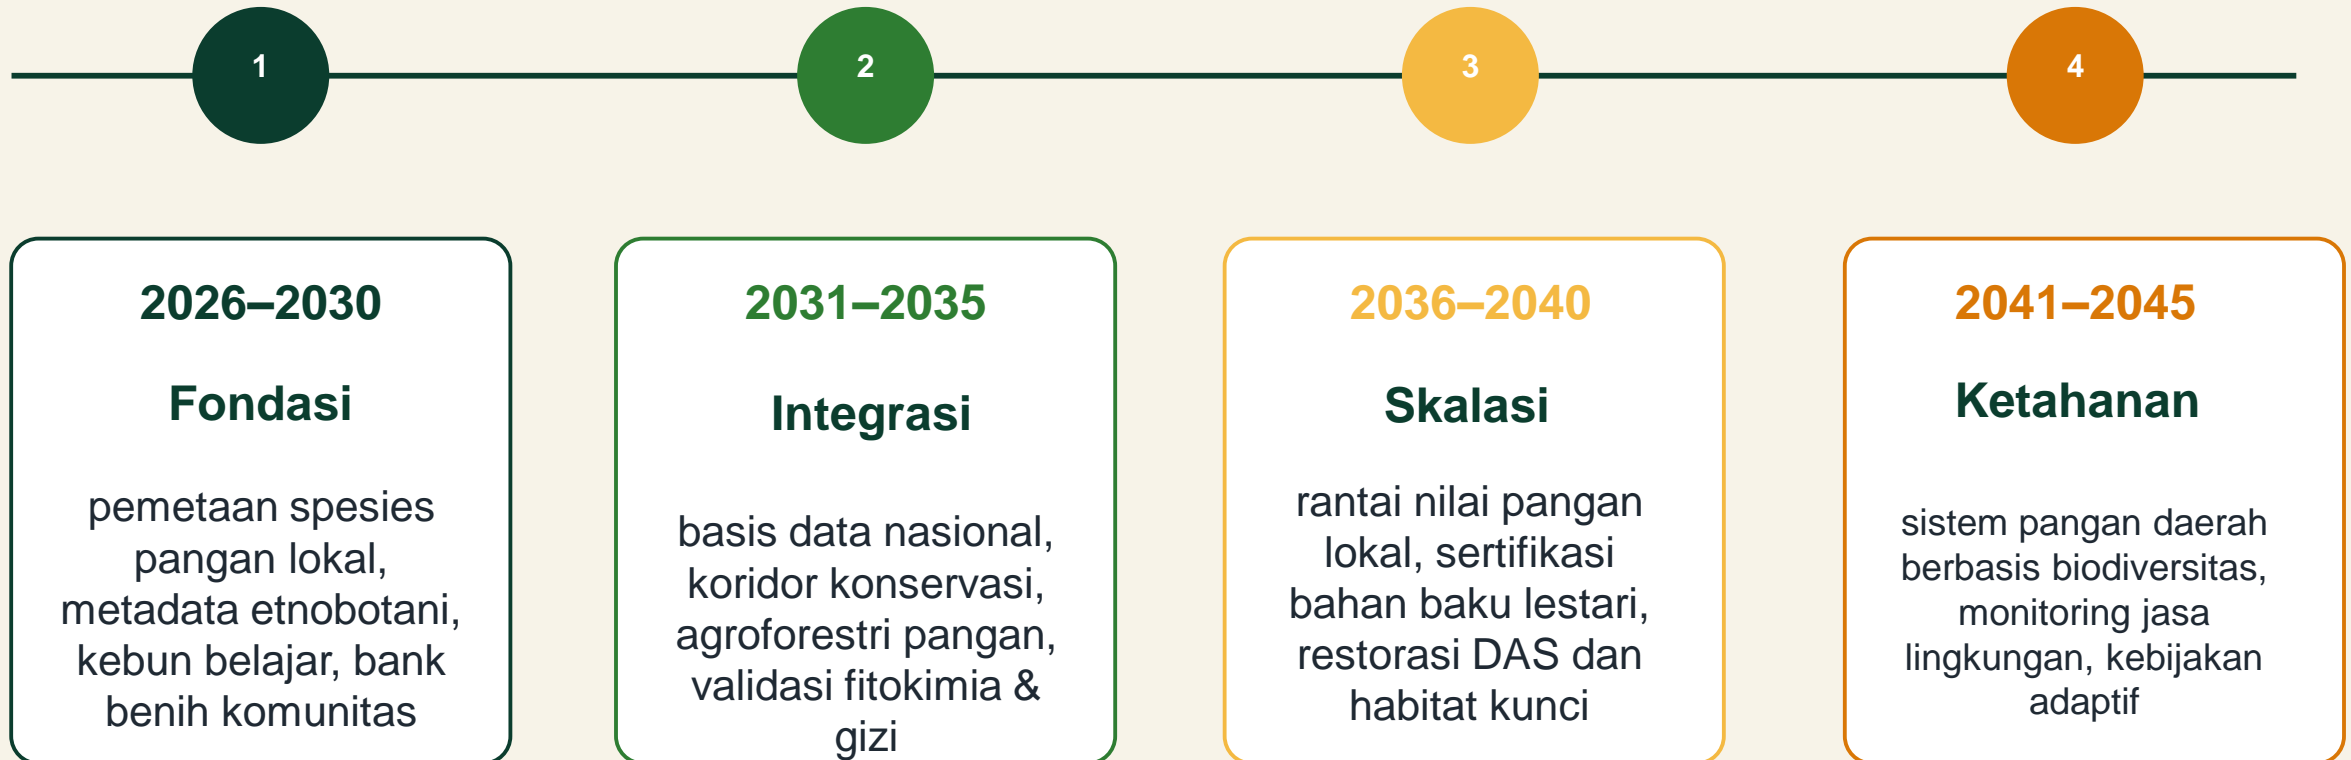 1
2
3
4
2026–2030
Fondasi
pemetaan spesies
pangan lokal,
metadata etnobotani,
kebun belajar, bank
benih komunitas
2031–2035
Integrasi
basis data nasional,
koridor konservasi,
agroforestri pangan,
validasi fitokimia &
gizi
2036–2040
Skalasi
rantai nilai pangan
lokal, sertifikasi
bahan baku lestari,
restorasi DAS dan
habitat kunci
2041–2045
Ketahanan
sistem pangan daerah
berbasis biodiversitas,
monitoring jasa
lingkungan, kebijakan
adaptif